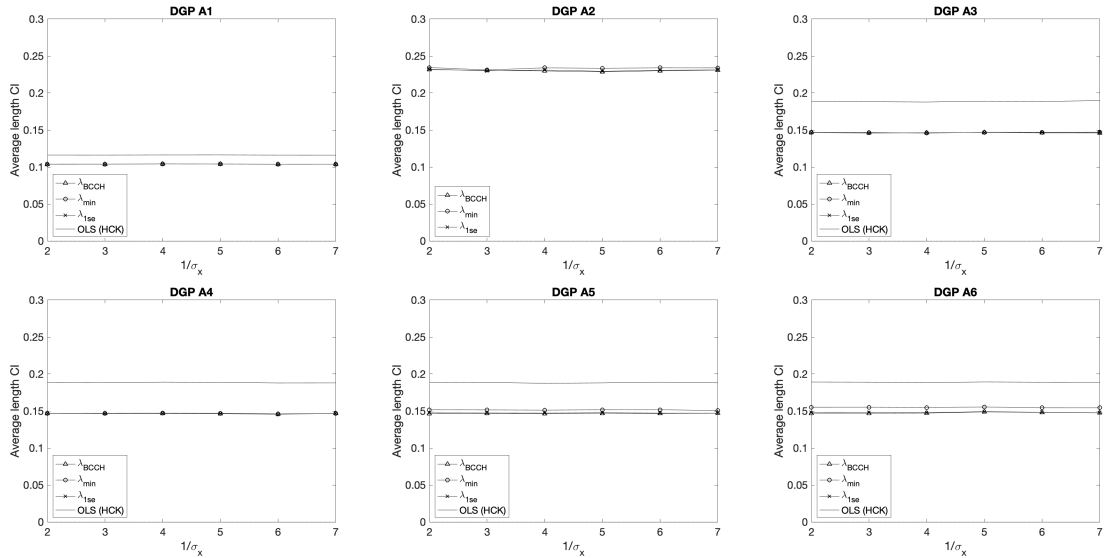 DGP A1
0.3
0.25
0.2
0.15
0.1
0.05
0
Average length CI
λBCCH
λmin
λ1se
OLS (HCK)
2 3 4 5 6 7
1/σx
DGP A2
0.3
0.25
0.2
0.15
0.1
0.05
0
Average length CI
λBCCH
λmin
λ1se
2 3 4 5 6 7
1/σx
DGP A3
0.3
0.25
0.2
0.15
0.1
0.05
0
Average length CI
λBCCH
λmin
λ1se
OLS (HCK)
2 3 4 5 6 7
1/σx
DGP A4
0.3
0.25
0.2
0.15
0.1
0.05
0
Average length CI
λBCCH
λmin
λ1se
OLS (HCK)
2 3 4 5 6 7
1/σx
DGP A5
0.3
0.25
0.2
0.15
0.1
0.05
0
Average length CI
λBCCH
λmin
λ1se
OLS (HCK)
2 3 4 5 6 7
1/σx
DGP A6
0.3
0.25
0.2
0.15
0.1
0.05
0
Average length CI
λBCCH
λmin
λ1se
OLS (HCK)
2 3 4 5 6 7
1/σx